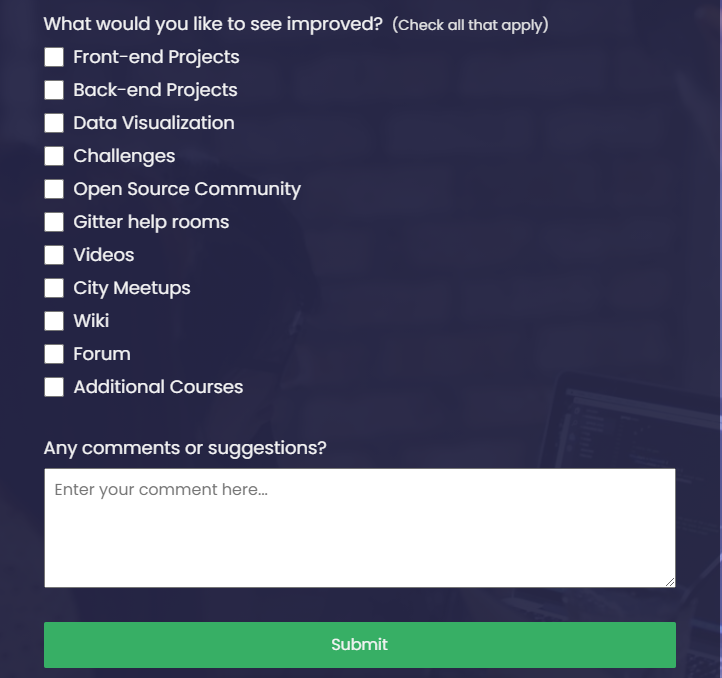 What would you like to see improved? (Check all that apply)
Front-end Projects
Back-end Projects
Data Visualization
Challenges
Open Source Community
Gitter help rooms
Videos
City Meetups
Wiki
Forum
Additional Courses
Any comments or suggestions?
Enter your comment here...
Submit